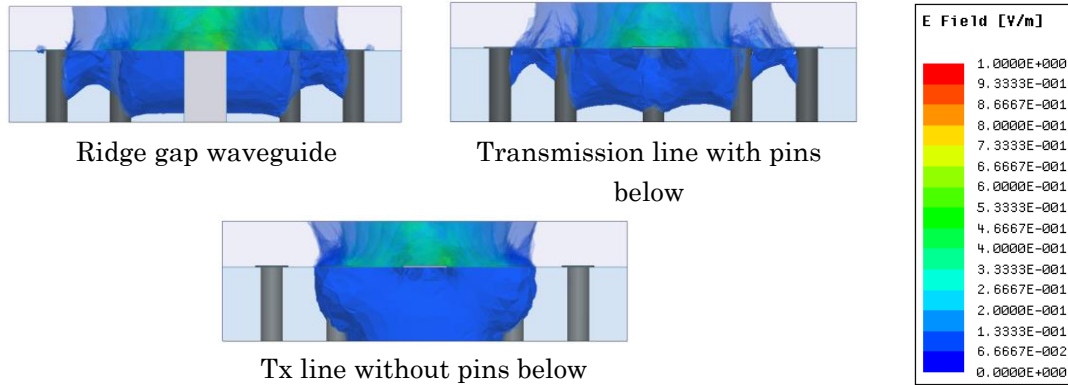 E Field [V/m]
1.0000E+000
9.3333E-001
8.6667E-001
8.0000E-001
7.3333E-001
6.6667E-001
6.0000E-001
5.3333E-001
4.6667E-001
4.0000E-001
3.3333E-001
2.6667E-001
2.0000E-001
1.3333E-001
6.6667E-002
0.0000E+000
Ridge gap waveguide
Transmission line with pins
below
Tx line without pins below